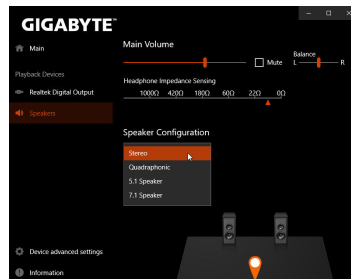 GIGABYTE™
Main
Playback Devices
Realtek Digital Output
Speakers
Device advanced settings
Information
Main Volume
Mute
Balance
L R
Headphone Impedance Sensing
1000Ω 420Ω 180Ω 60Ω 22Ω 0Ω
Speaker Configuration
Stereo
Quadraphonic
5.1 Speaker
7.1 Speaker